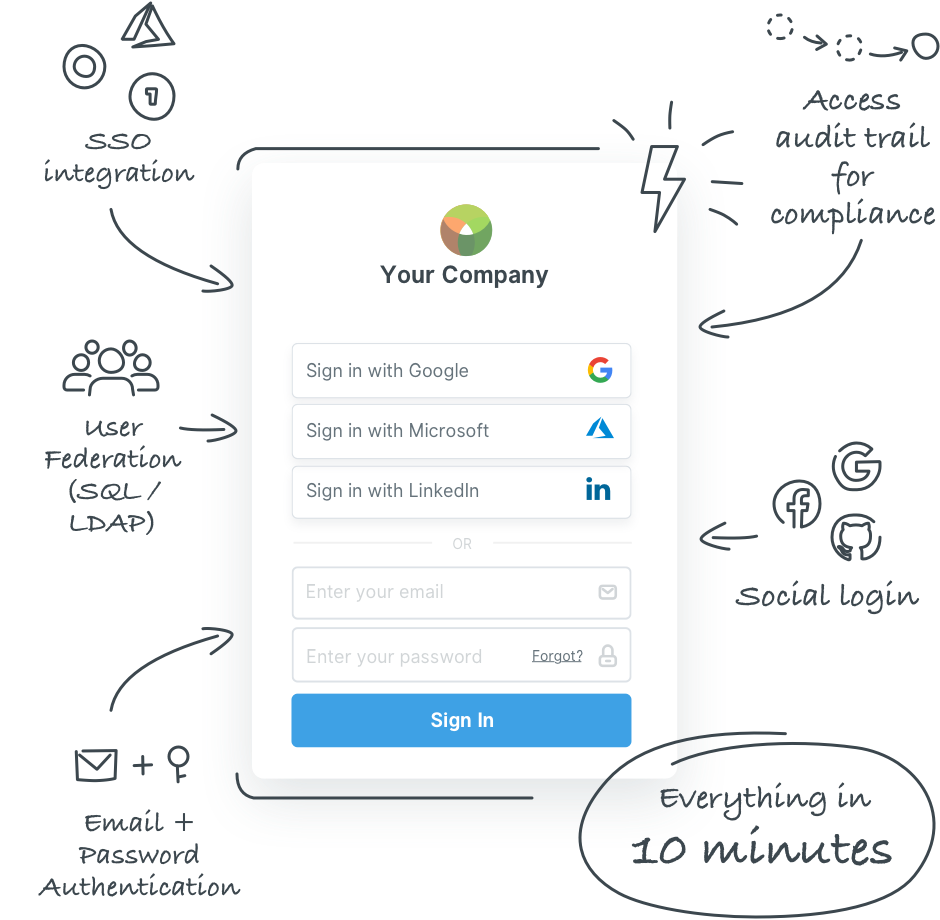 SSO
integration
Access
audit trail
for
compliance
Your Company
Sign in with Google
Sign in with Microsoft
Sign in with LinkedIn
OR
Enter your email
Enter your password
Forgot?
Sign In
User
Federation
(SQL /
LDAP)
Social login
Email +
Password
Authentication
Everything in
10 minutes